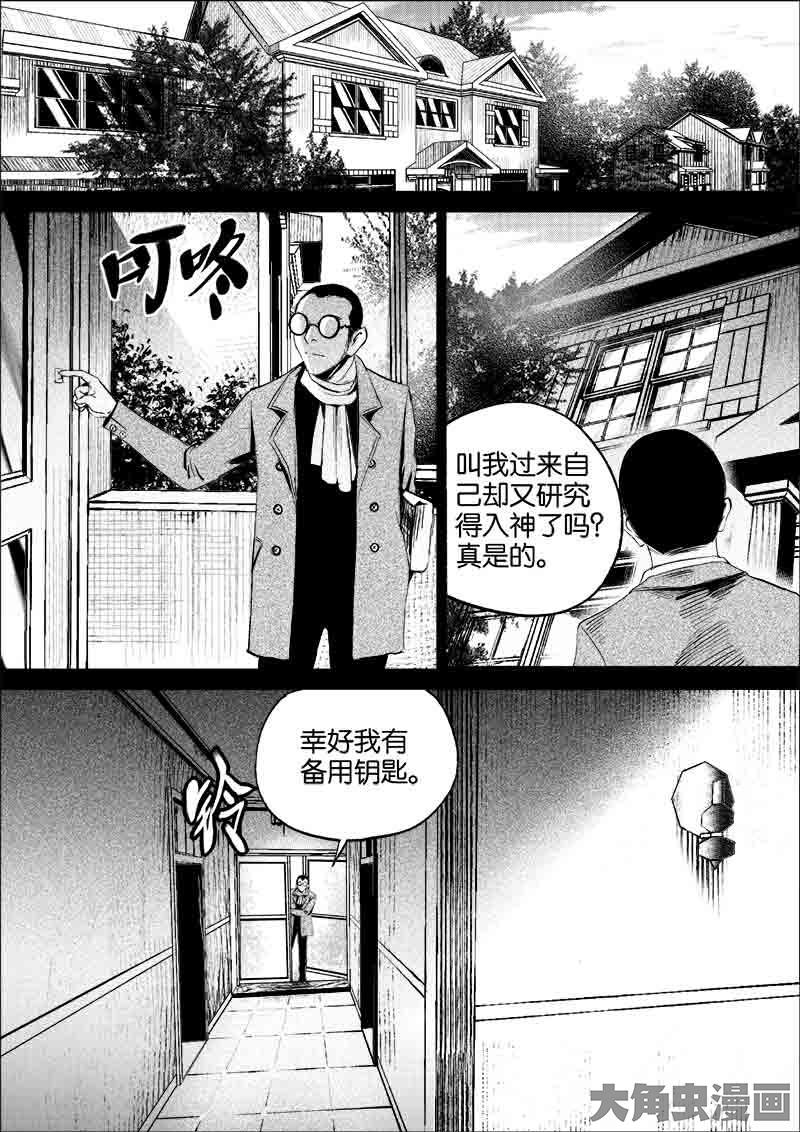 叮咚
叫我过来自
己却又研究
得入神了吗？
真是的。
幸好我有
备用钥匙。
铃
大角虫漫画